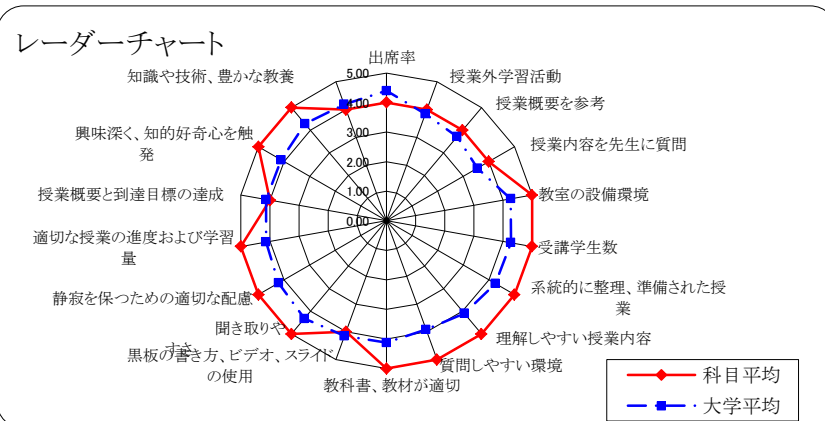 レーダーチャート
出席率
授業外学習活動
授業概要を参考
授業内容を先生に質問
教室の設備環境
受講学生数
系統的に整理、準備された授
業
理解しやすい授業内容
質問しやすい環境
教科書、教材が適切
黒板の書き方、ビデオ、スライド
の使用
聞き取りや
すさ
静寂を保つための適切な配慮
適切な授業の進度および学習
量
授業概要と到達目標の達成
興味深く、知的好奇心を触
発
知識や技術、豊かな教養
5.00
4.00
3.00
2.00
1.00
0.00
科目平均
大学平均